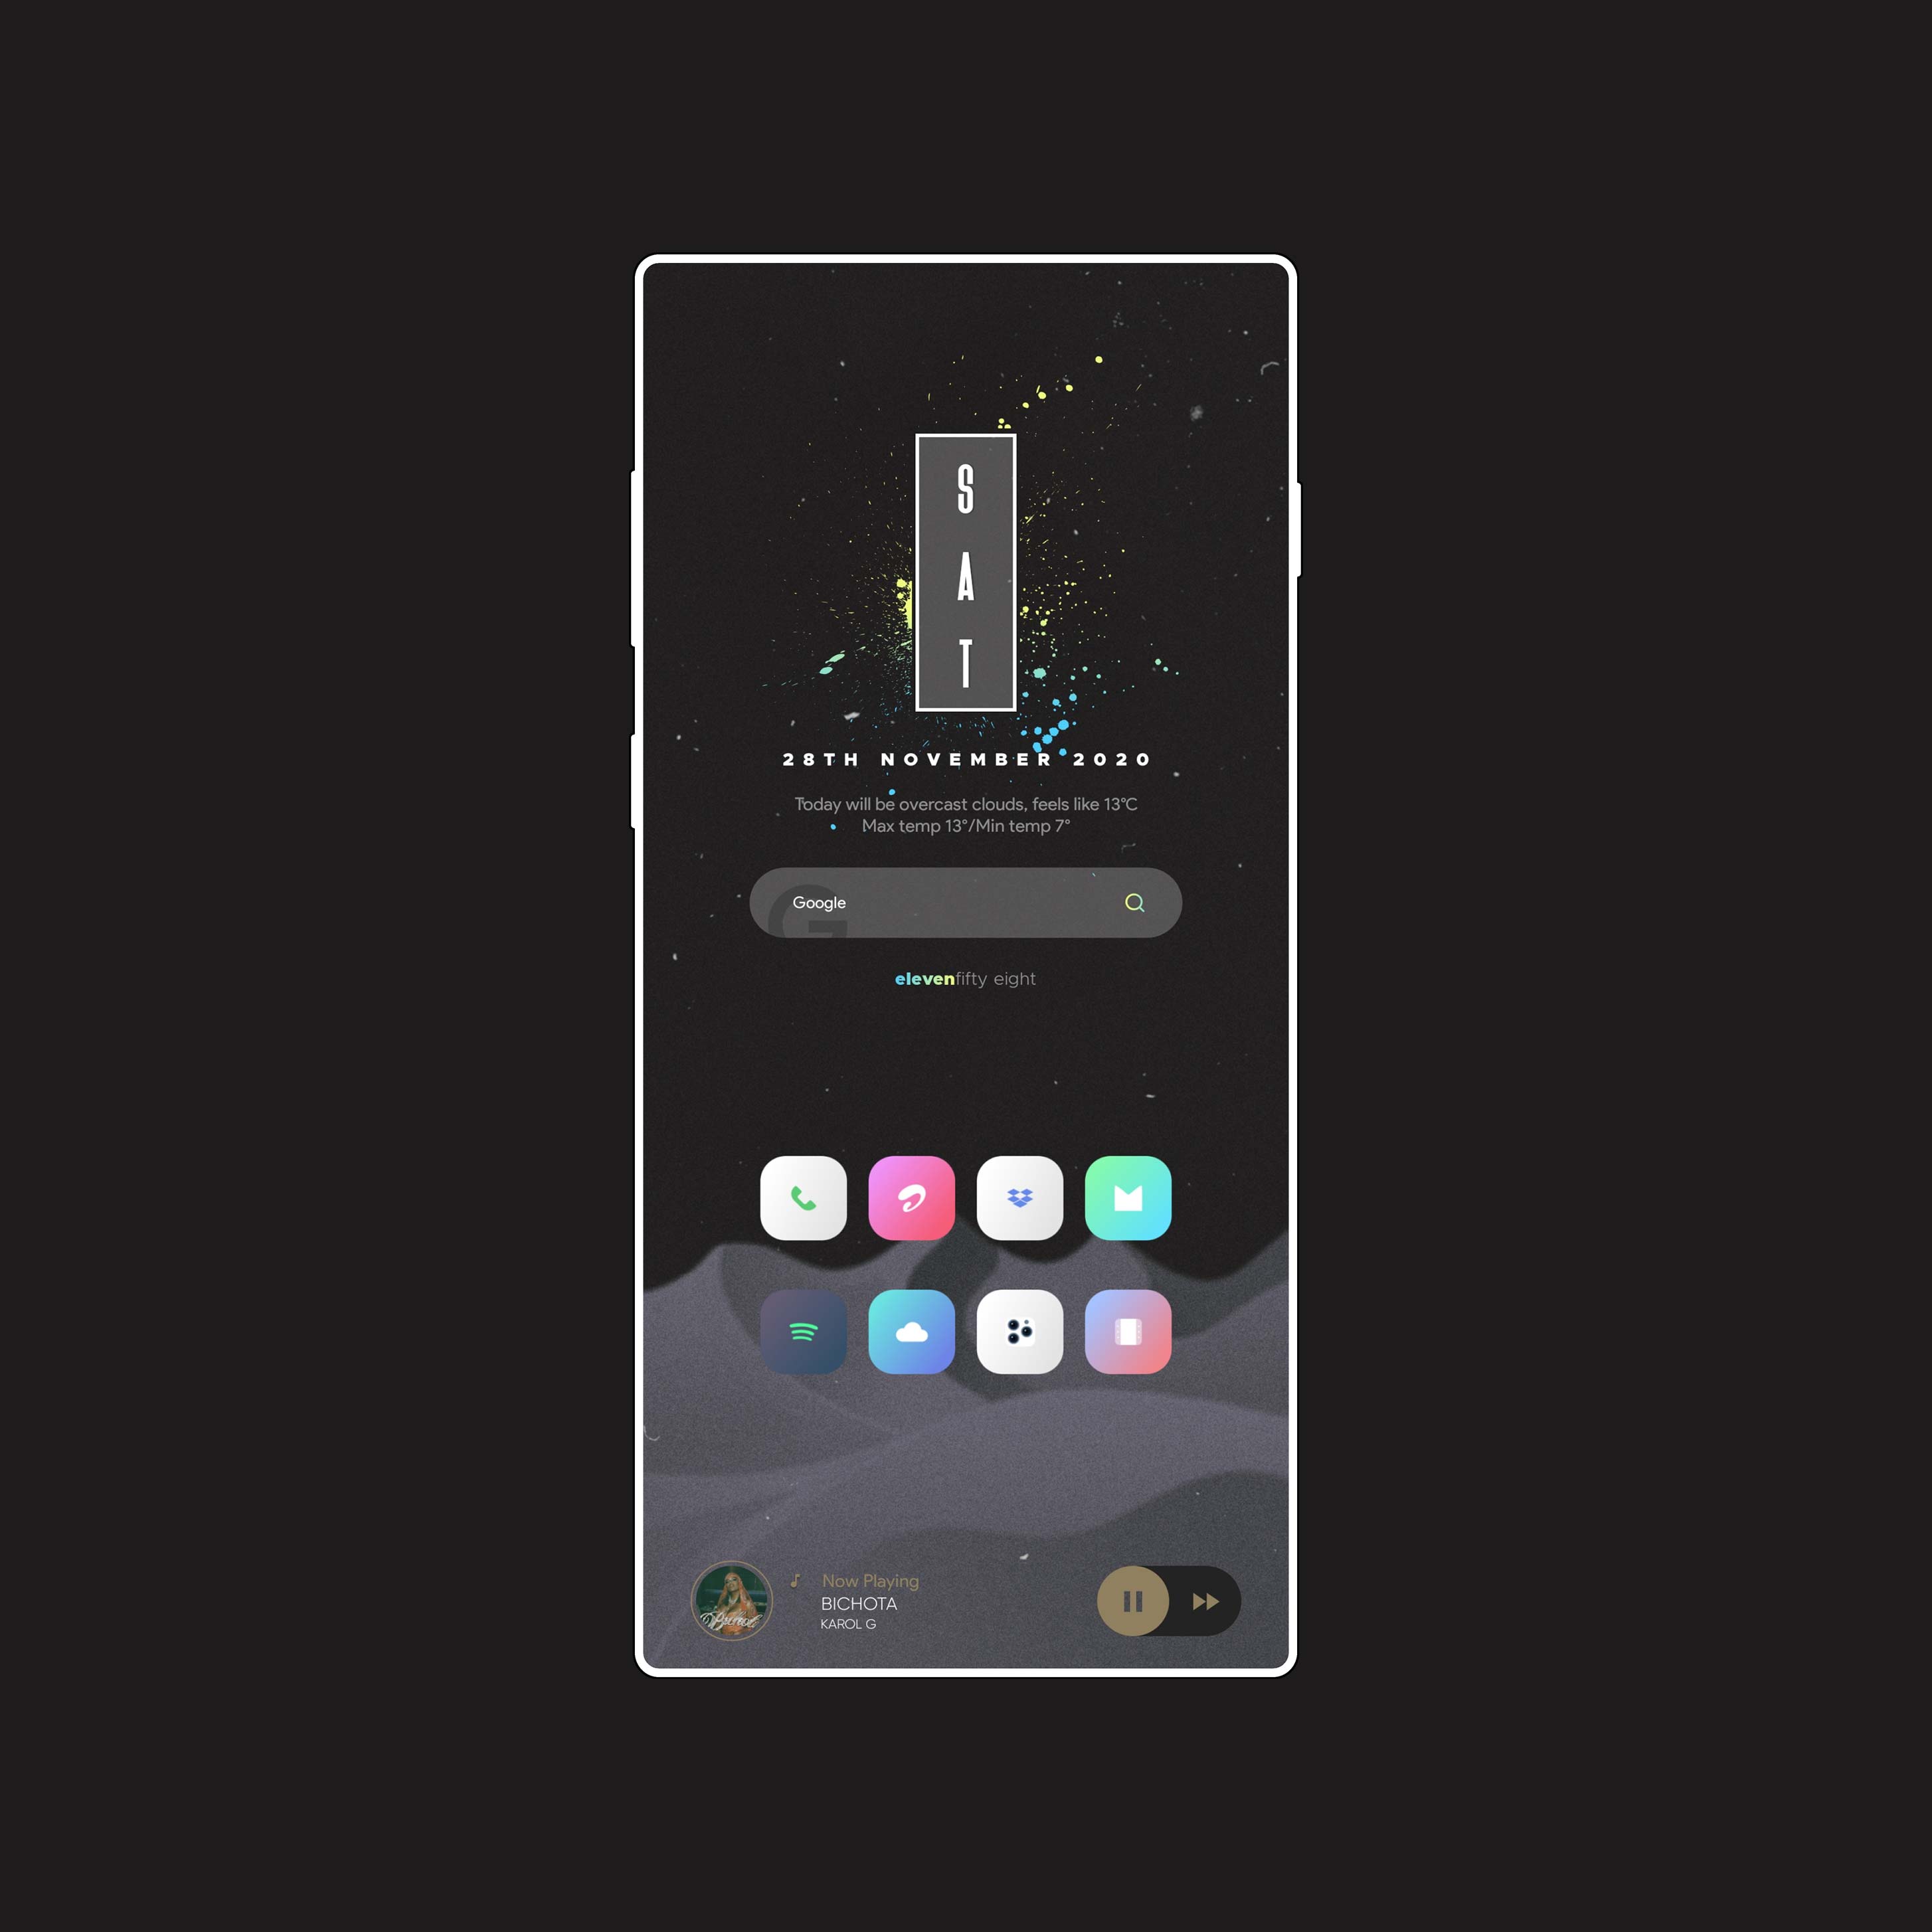 S
A
T
28TH NOVEMBER 2020
Today will be overcast clouds, feels like 13°C
Max temp 13°/Min temp 7°
G
Google
elevenfifty eight
Now Playing
BICHOTA
KAROL G
Bichota